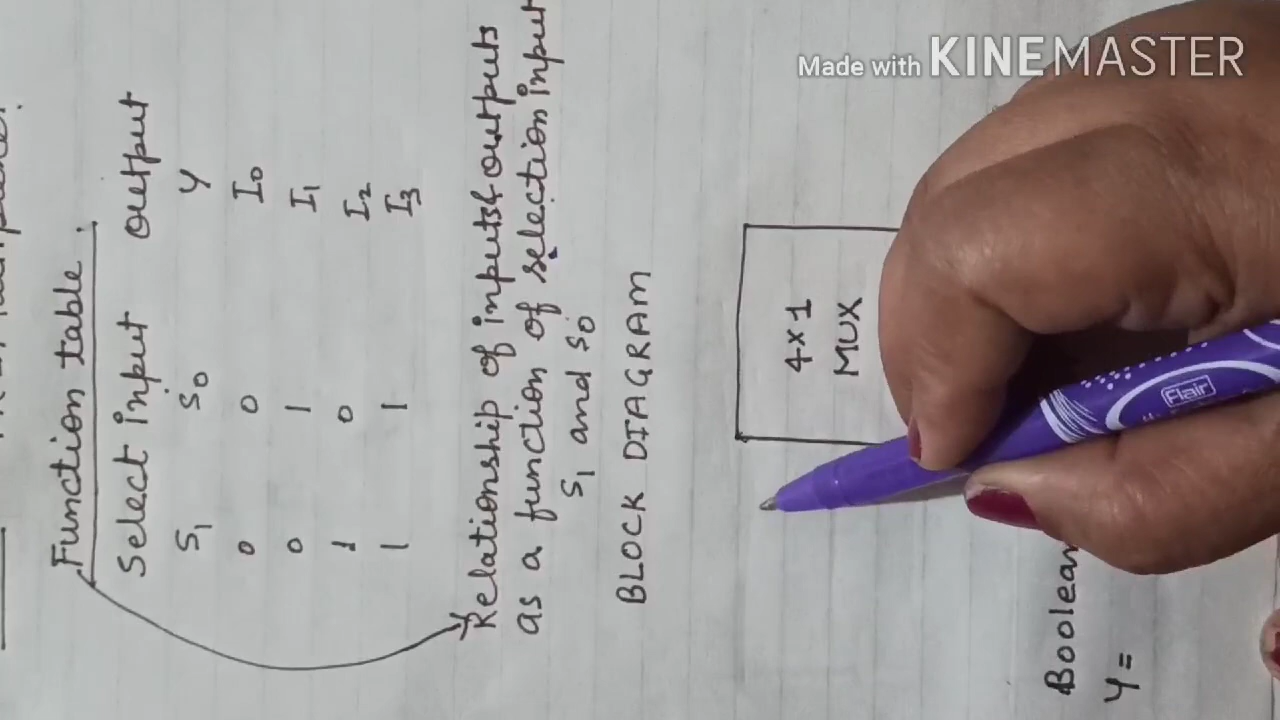 Function table.
Select input output
S1 S0 Y
0 0 I0
0 1 I1
1 0 I2
1 1 I3
Relationship of inputs & outputs
as a function of selection input
S1 and S0
BLOCK DIAGRAM
4x1
MUX
Boolean
Y =
Made with KINEMASTER
Flair